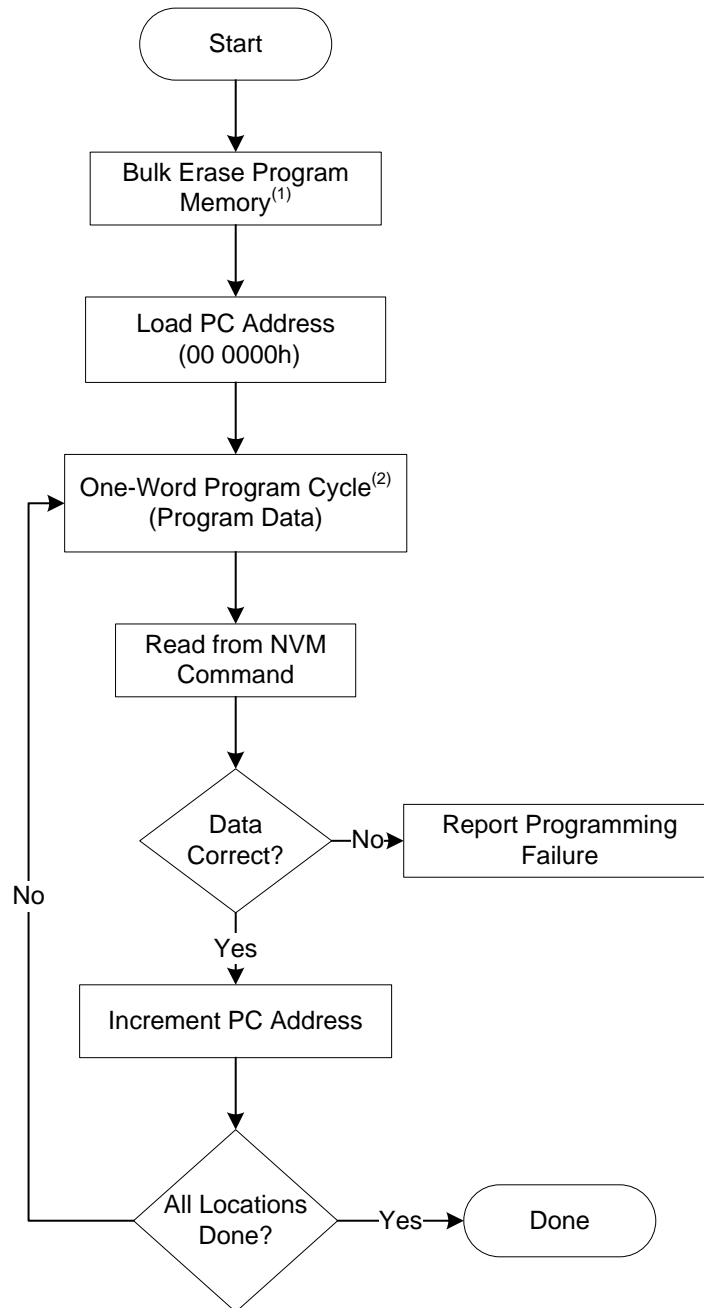 Start
Bulk Erase Program
Memory(1)
Load PC Address
(00 0000h)
One-Word Program Cycle(2)
(Program Data)
Read from NVM
Command
Data
Correct?
No
Report Programming
Failure
No
Yes
Increment PC Address
All Locations
Done?
Yes
Done